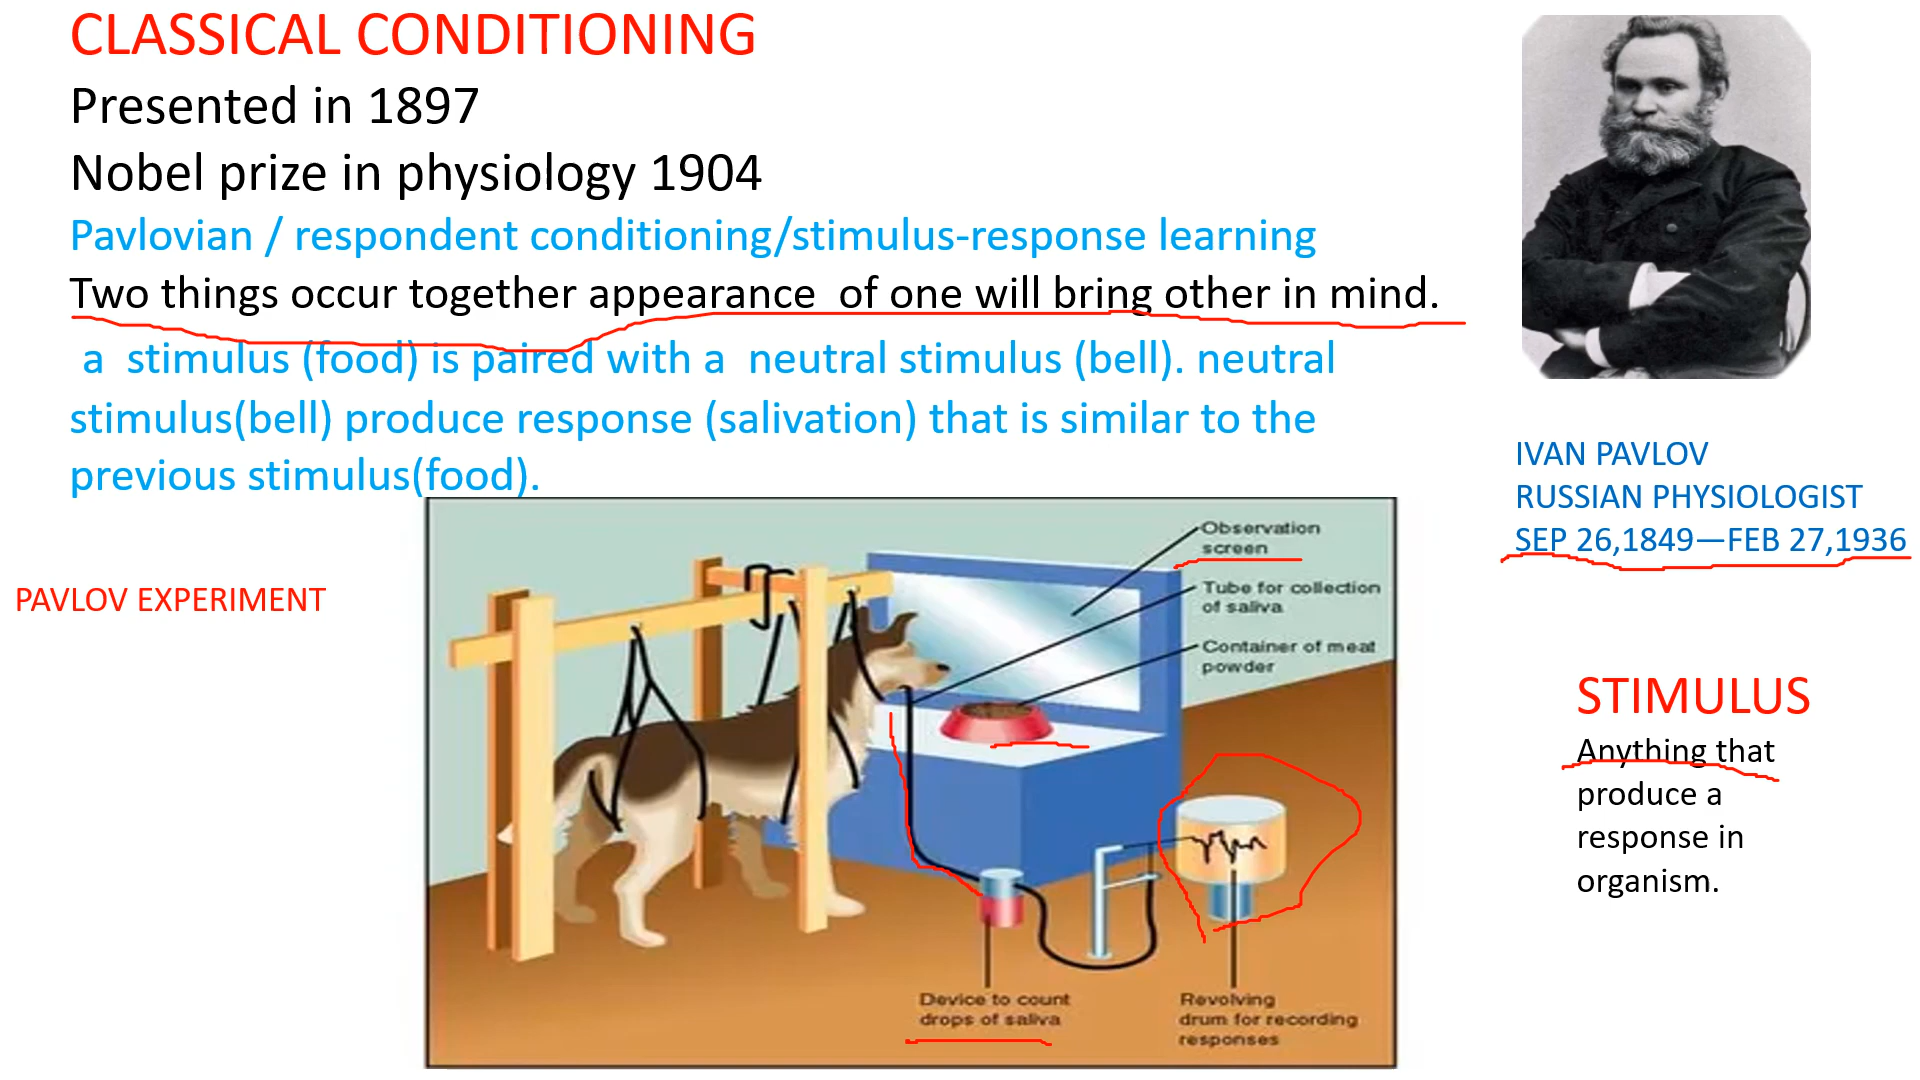 CLASSICAL CONDITIONING
Presented in 1897
Nobel prize in physiology 1904
Pavlovian / respondent conditioning/stimulus-response learning
Two things occur together appearance  of one will bring other in mind.
a  stimulus (food) is paired with a  neutral stimulus (bell). neutral
stimulus(bell) produce response (salivation) that is similar to the
previous stimulus(food).
IVAN PAVLOV
RUSSIAN PHYSIOLOGIST
SEP 26,1849—FEB 27,1936
PAVLOV EXPERIMENT
Observation
screen
Tube for collection
of saliva
Container of meat
powder
Device to count
drops of saliva
Revolving
drum for recording
responses
STIMULUS
Anything that
produce a
response in
organism.